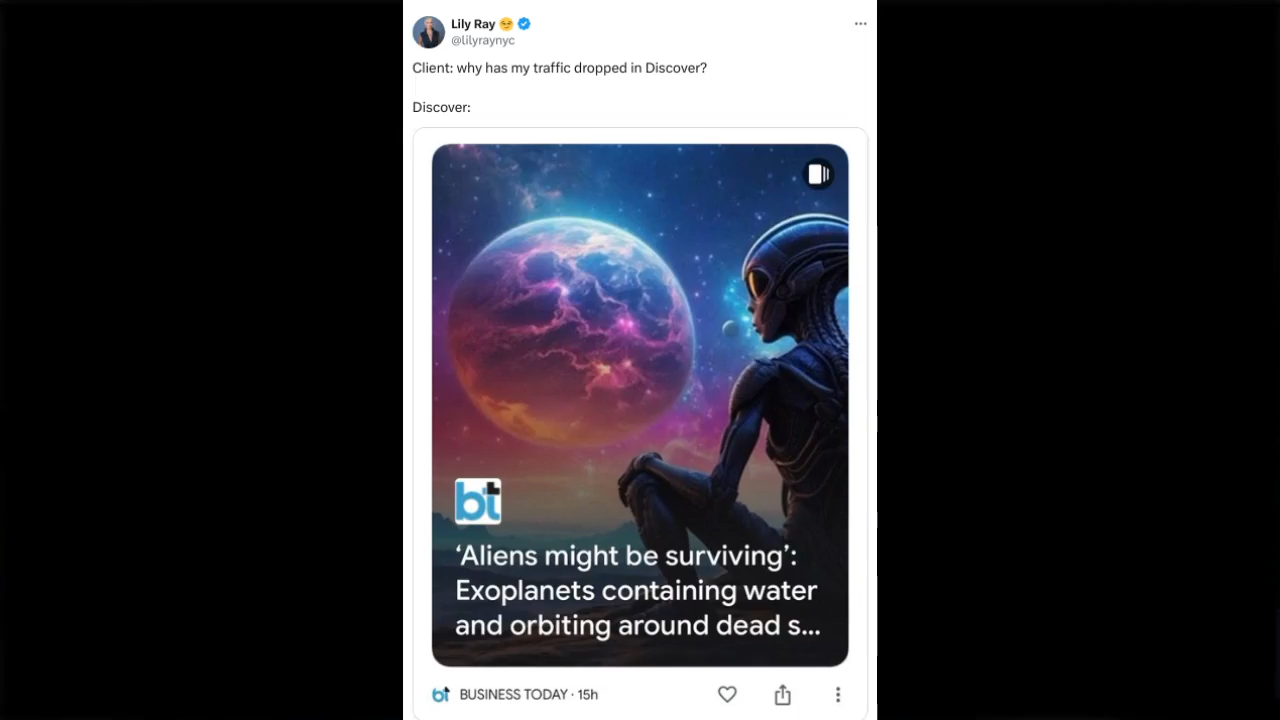 Lily Ray 😏
@lilyraynyc
Client: why has my traffic dropped in Discover?
Discover:
bt
‘Aliens might be surviving’:
Exoplanets containing water
and orbiting around dead s...
bt BUSINESS TODAY · 15h